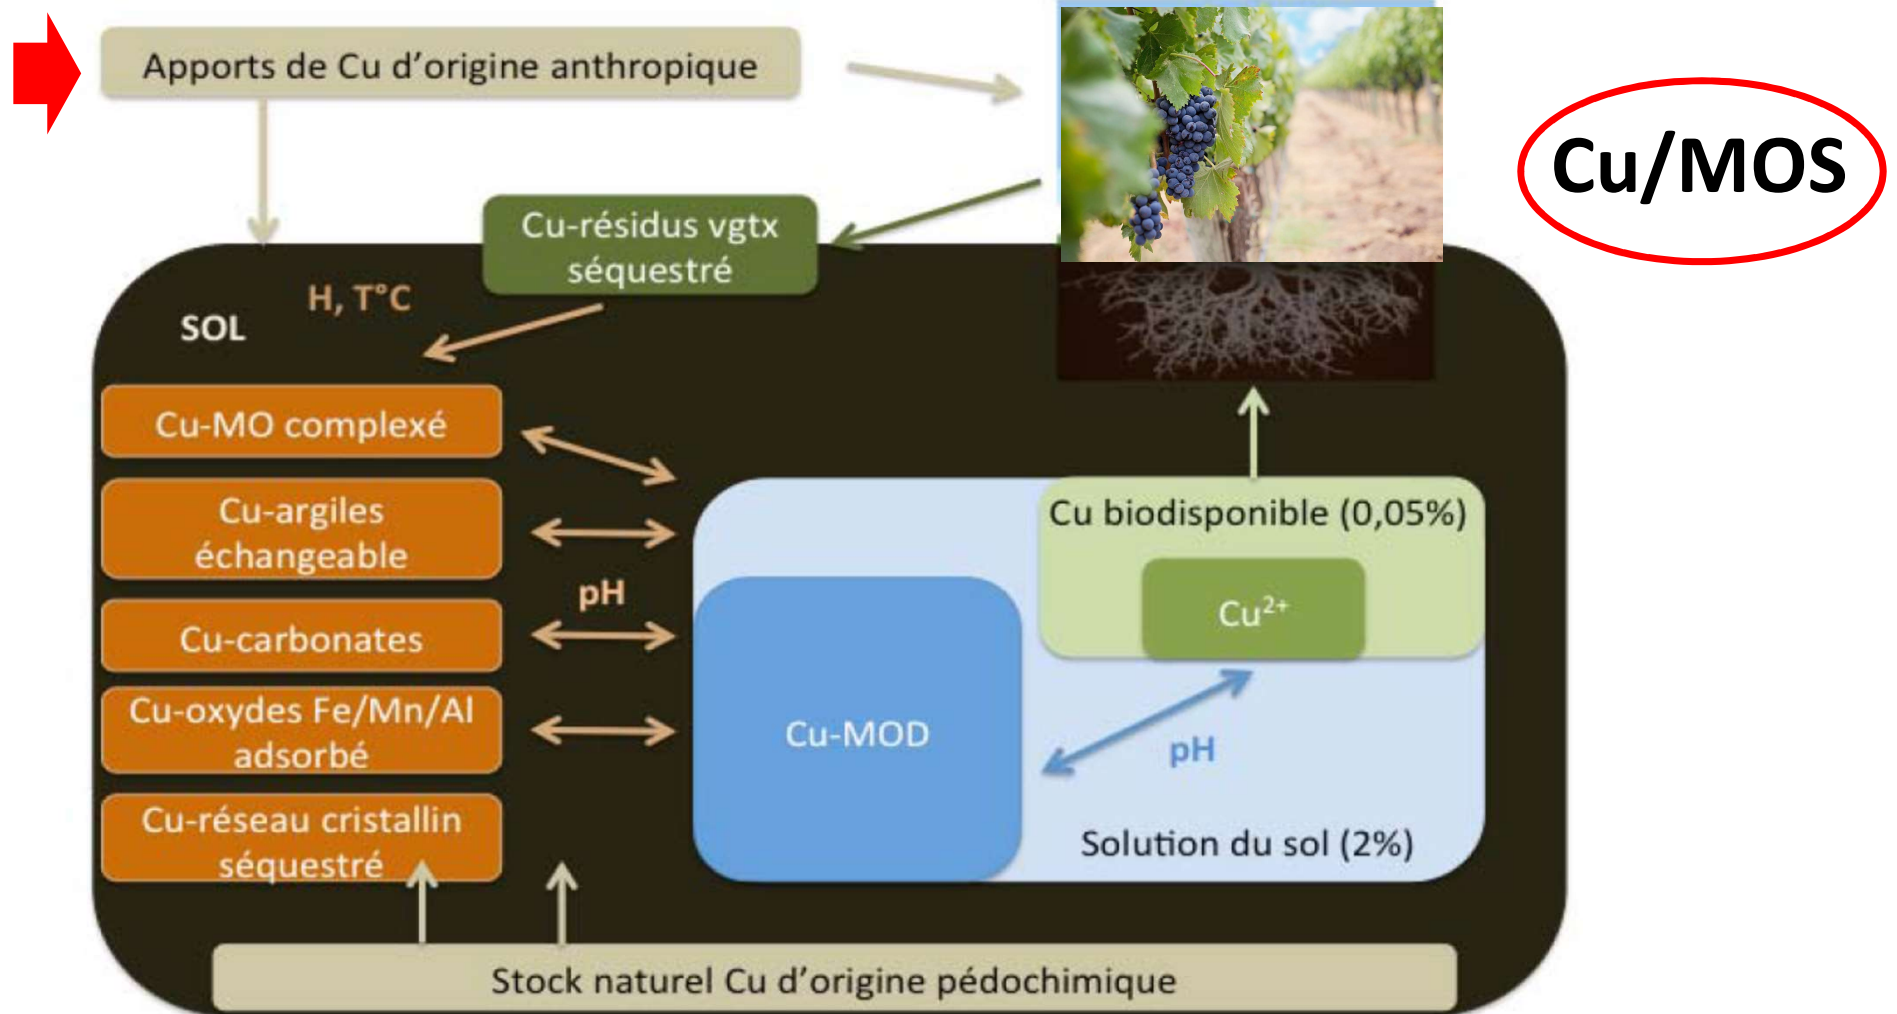 Apports de Cu d’origine anthropique
Cu/MOS
Cu-résidus vgtx
séquestré
H, T°C
SOL
Cu-MO complexé
Cu-argiles
échangeable
Cu biodisponible (0,05%)
pH
Cu²⁺
Cu-carbonates
Cu-oxydes Fe/Mn/Al
adsorbé
Cu-MOD
pH
Cu-réseau cristallin
séquestré
Solution du sol (2%)
Stock naturel Cu d’origine pédochimique